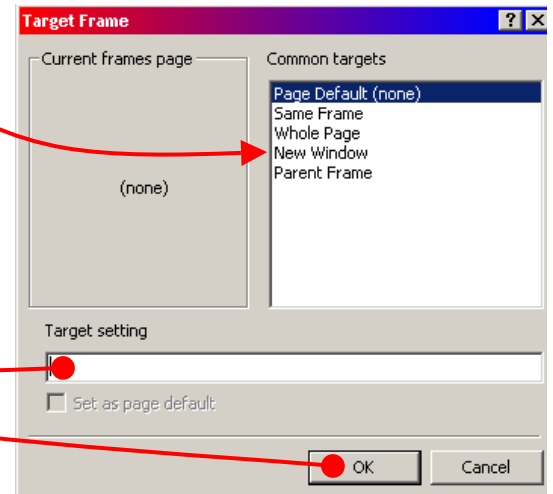 Target Frame
Current frames page
(none)
Common targets
Page Default (none)
Same Frame
Whole Page
New Window
Parent Frame
Target setting
Set as page default
OK
Cancel